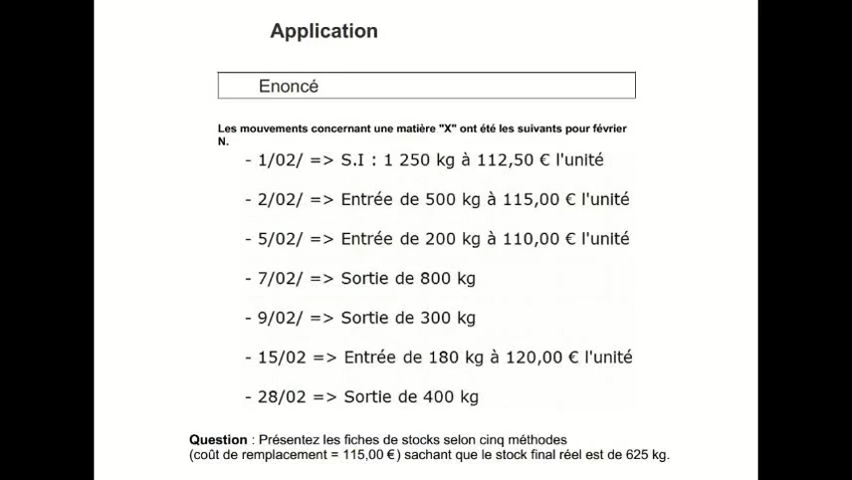 Application
Enoncé
Les mouvements concernant une matière "X" ont été les suivants pour février
N.
- 1/02/ => S.I : 1 250 kg à 112,50 € l'unité
- 2/02/ => Entrée de 500 kg à 115,00 € l'unité
- 5/02/ => Entrée de 200 kg à 110,00 € l'unité
- 7/02/ => Sortie de 800 kg
- 9/02/ => Sortie de 300 kg
- 15/02 => Entrée de 180 kg à 120,00 € l'unité
- 28/02 => Sortie de 400 kg
Question : Présentez les fiches de stocks selon cinq méthodes
(coût de remplacement = 115,00 €) sachant que le stock final réel est de 625 kg.